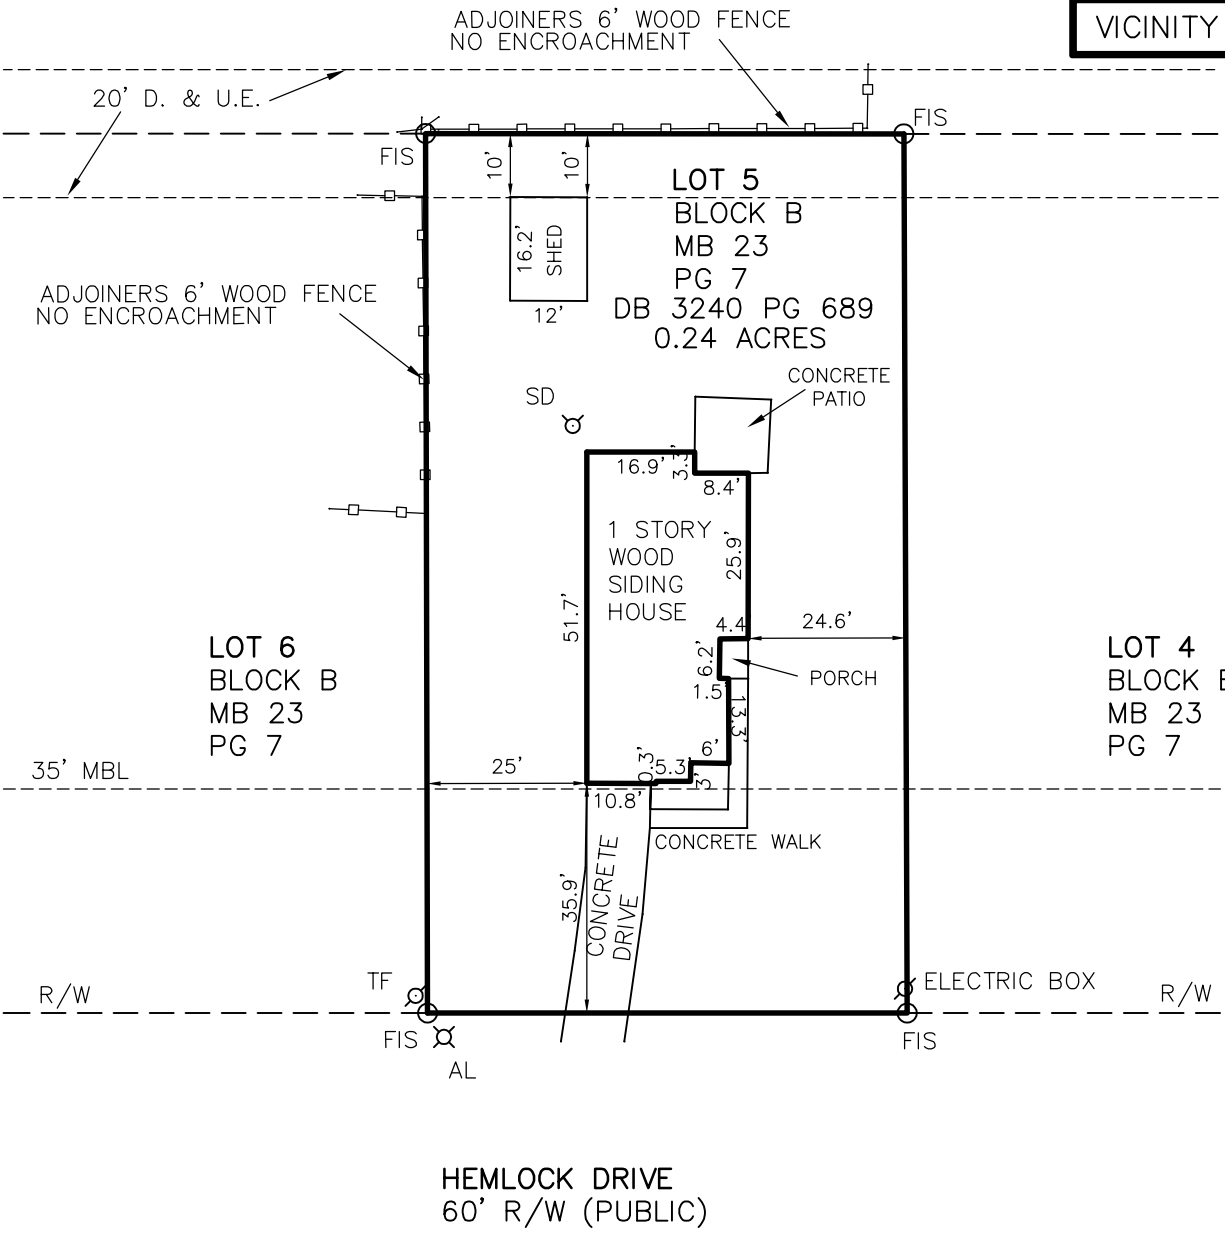 ADJOINERS 6' WOOD FENCE
NO ENCROACHMENT
VICINITY
20' D. & U.E.
FIS
FIS
10'
10'
LOT 5
BLOCK B
MB 23
PG 7
DB 3240 PG 689
0.24 ACRES
16.2'
SHED
12'
ADJOINERS 6' WOOD FENCE
NO ENCROACHMENT
CONCRETE
PATIO
SD
16.9'
3.3'
8.4'
1 STORY
WOOD
SIDING
HOUSE
25.9'
51.7'
4.4
24.6'
6.2'
PORCH
1.5'
13.3'
LOT 6
BLOCK B
MB 23
PG 7
LOT 4
BLOCK B
MB 23
PG 7
35' MBL
25'
0.3'
5.3'
6'
3'
10.8'
CONCRETE WALK
35.9'
CONCRETE
DRIVE
R/W
TF
ELECTRIC BOX
R/W
FIS
AL
FIS
HEMLOCK DRIVE
60' R/W (PUBLIC)